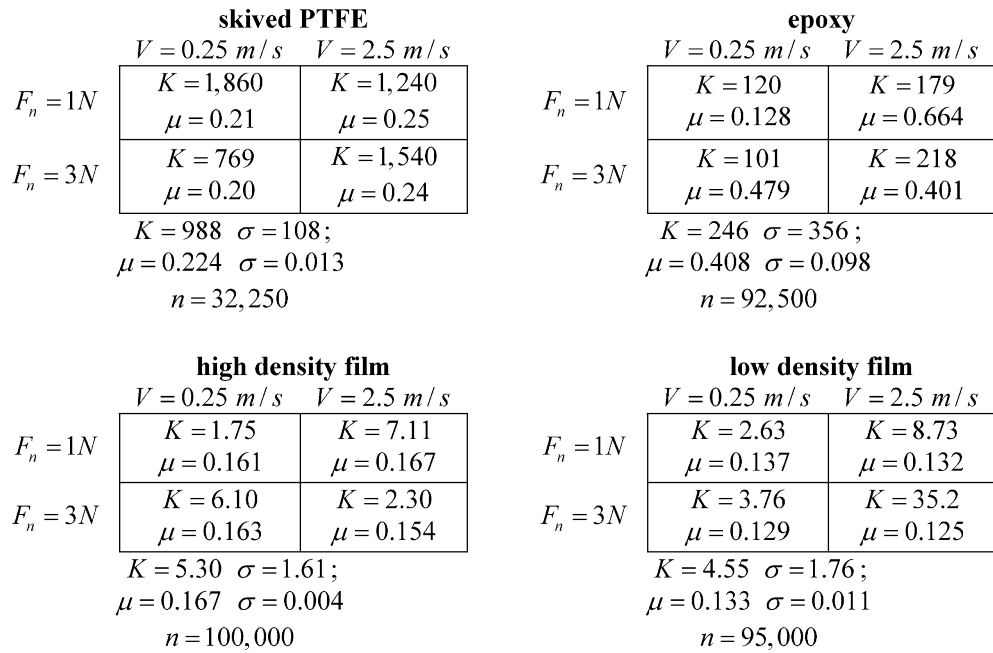 skived PTFE
V = 0.25 m/s V = 2.5 m/s
F_n = 1N
K = 1,860 K = 1,240
μ = 0.21 μ = 0.25
F_n = 3N
K = 769 K = 1,540
μ = 0.20 μ = 0.24
K = 988 σ = 108;
μ = 0.224 σ = 0.013
n = 32,250
epoxy
V = 0.25 m/s V = 2.5 m/s
F_n = 1N
K = 120 K = 179
μ = 0.128 μ = 0.664
F_n = 3N
K = 101 K = 218
μ = 0.479 μ = 0.401
K = 246 σ = 356;
μ = 0.408 σ = 0.098
n = 92,500
high density film
V = 0.25 m/s V = 2.5 m/s
F_n = 1N
K = 1.75 K = 7.11
μ = 0.161 μ = 0.167
F_n = 3N
K = 6.10 K = 2.30
μ = 0.163 μ = 0.154
K = 5.30 σ = 1.61;
μ = 0.167 σ = 0.004
n = 100,000
low density film
V = 0.25 m/s V = 2.5 m/s
F_n = 1N
K = 2.63 K = 8.73
μ = 0.137 μ = 0.132
F_n = 3N
K = 3.76 K = 35.2
μ = 0.129 μ = 0.125
K = 4.55 σ = 1.76;
μ = 0.133 σ = 0.011
n = 95,000